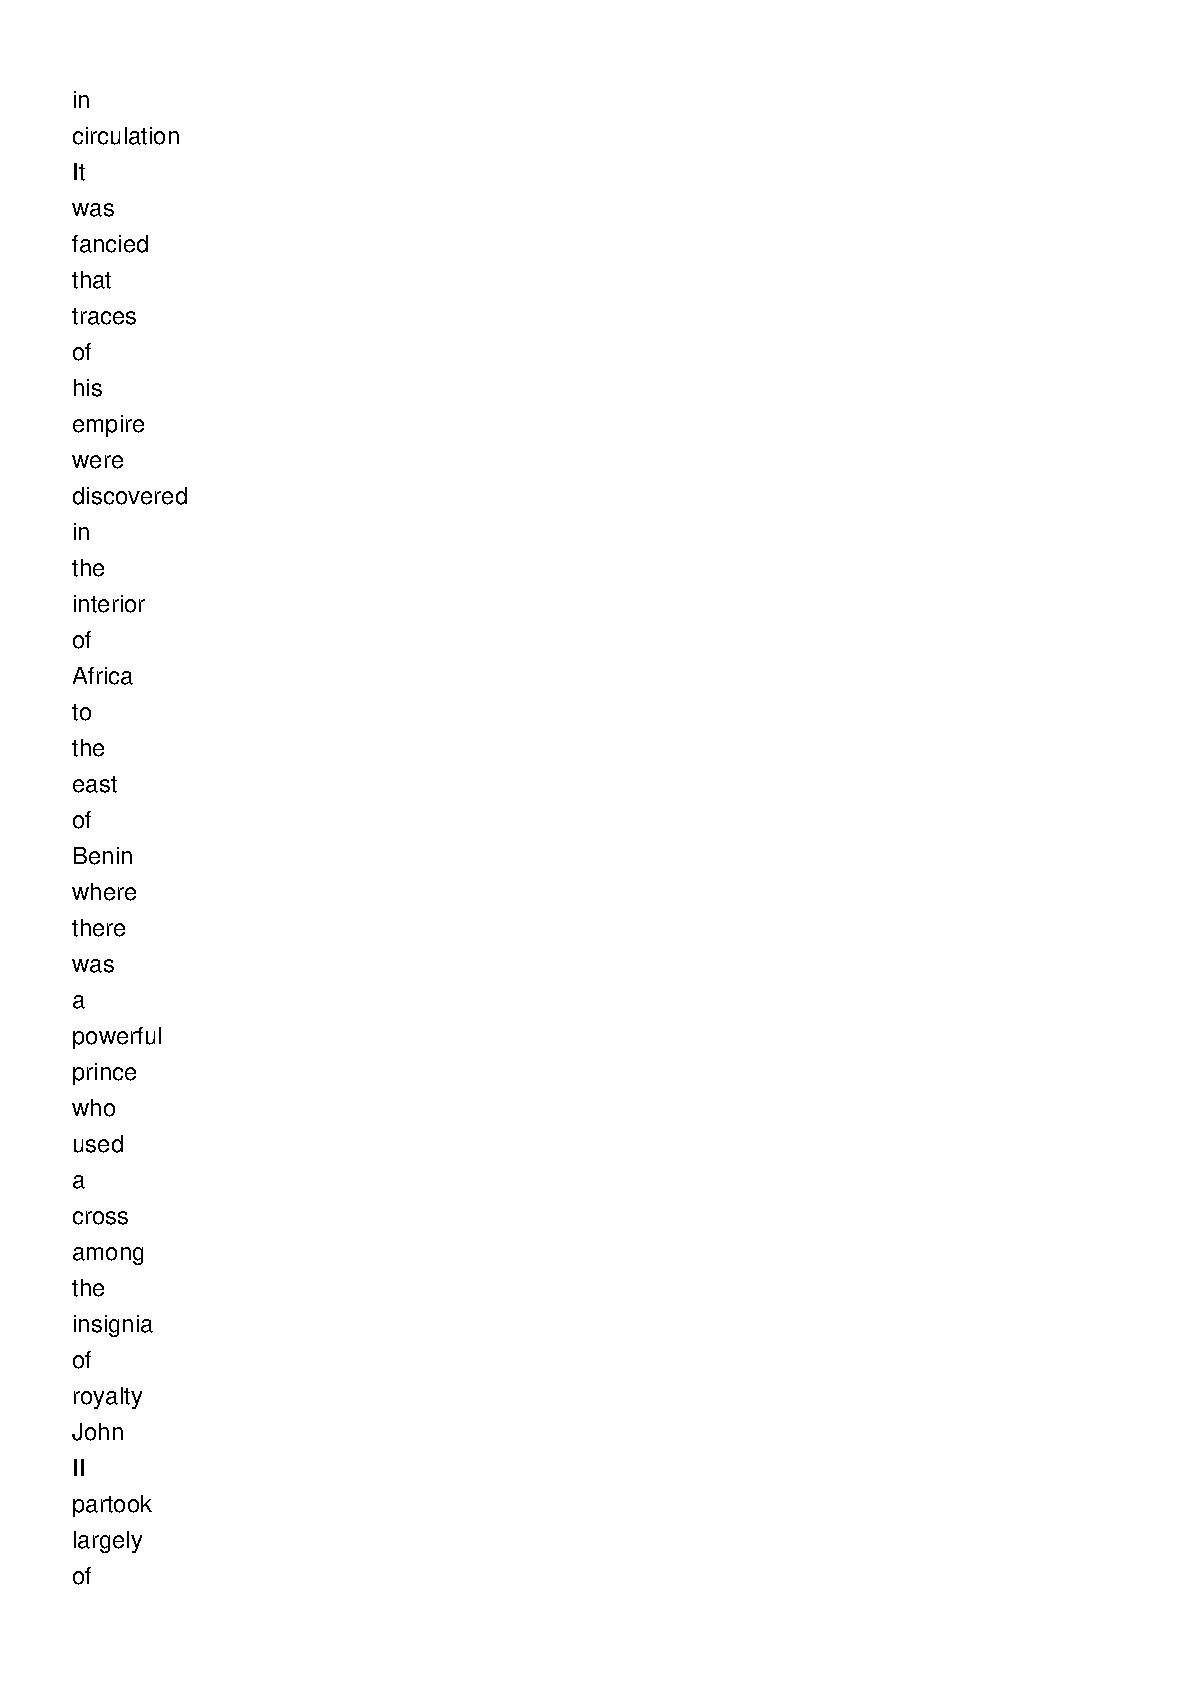 in
circulation
It
was
fancied
that
traces
of
his
empire
were
discovered
in
the
interior
of
Africa
to
the
east
of
Benin
where
there
was
a
powerful
prince
who
used
a
cross
among
the
insignia
of
royalty
John
II
partook
largely
of